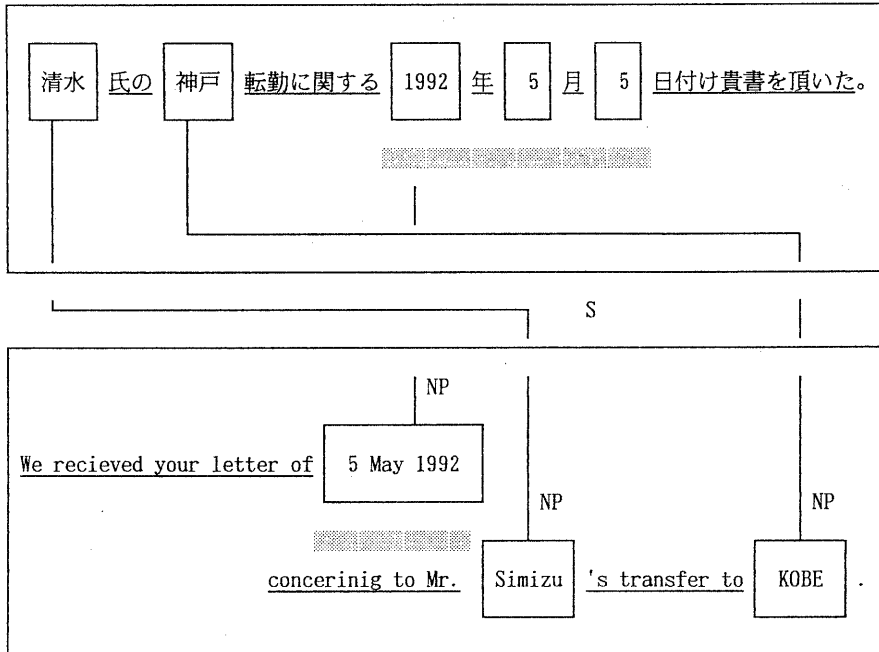 清水 氏の 神戸 転勤に関する 1992 年 5 月 5 日付け貴書を頂いた。
S
NP
We recieved your letter of 5 May 1992
NP NP
concerinig to Mr. Simizu 's transfer to KOBE .